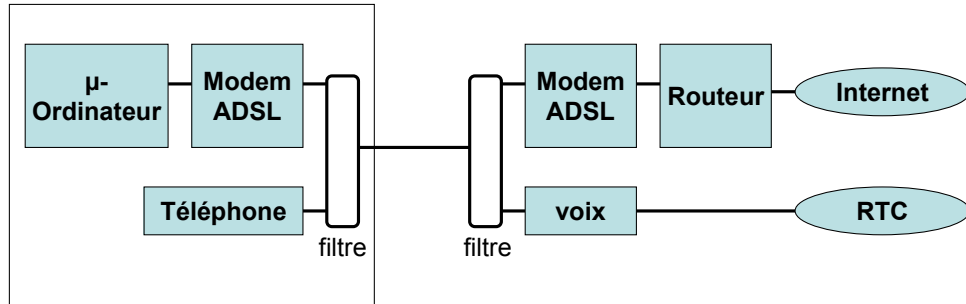 µ-
Ordinateur
Modem
ADSL
Modem
ADSL
Routeur
Internet
Téléphone
voix
RTC
filtre
filtre